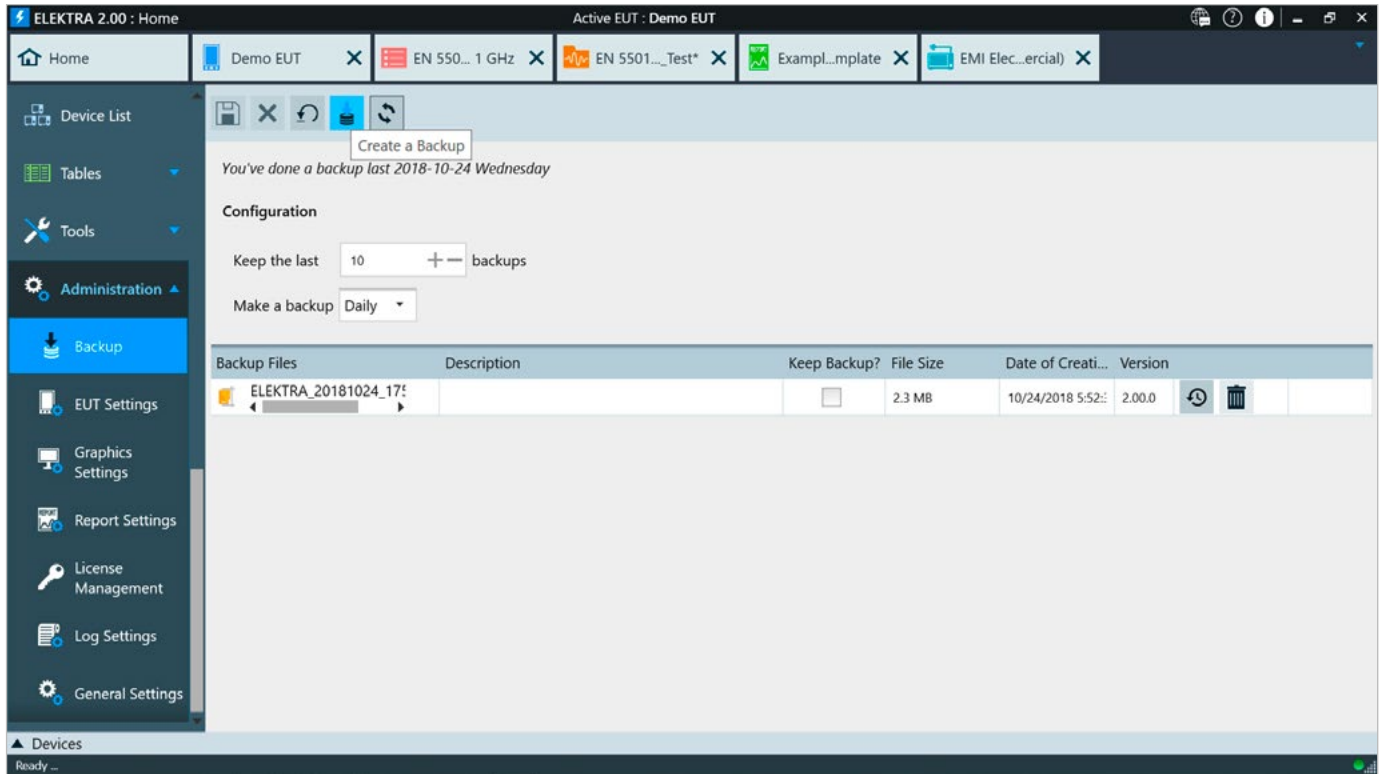 ELEKTRA 2.00 : Home
Active EUT : Demo EUT
Home
Demo EUT
EN 550... 1 GHz
EN 5501..._Test*
Exampl...mplate
EMI Elec...ercial)
Device List
Tables
Tools
Administration
Backup
EUT Settings
Graphics
Settings
Report Settings
License
Management
Log Settings
General Settings
Create a Backup
You've done a backup last 2018-10-24 Wednesday
Configuration
Keep the last 10 backups
Make a backup Daily
Backup Files Description Keep Backup? File Size Date of Creati... Version
ELEKTRA_20181024_175 2.3 MB 10/24/2018 5:52: 2.00.0
Devices
Ready ...